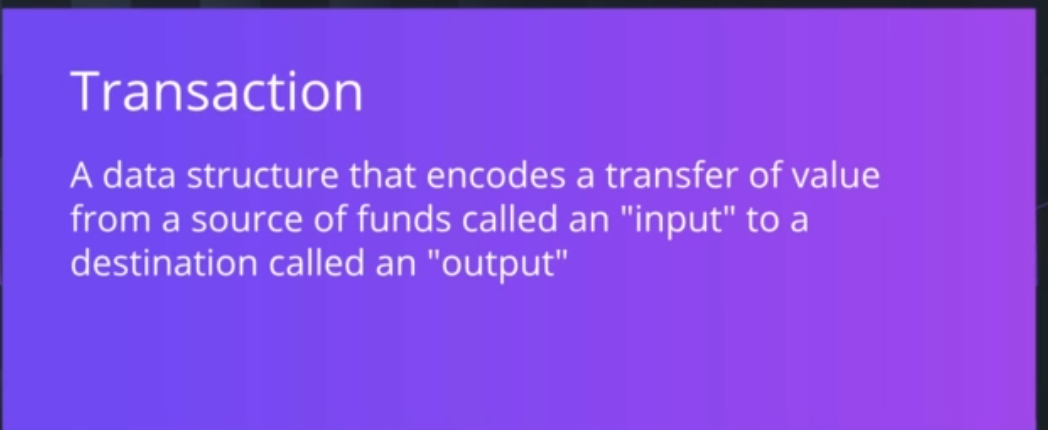 Transaction
A data structure that encodes a transfer of value
from a source of funds called an "input" to a
destination called an "output"